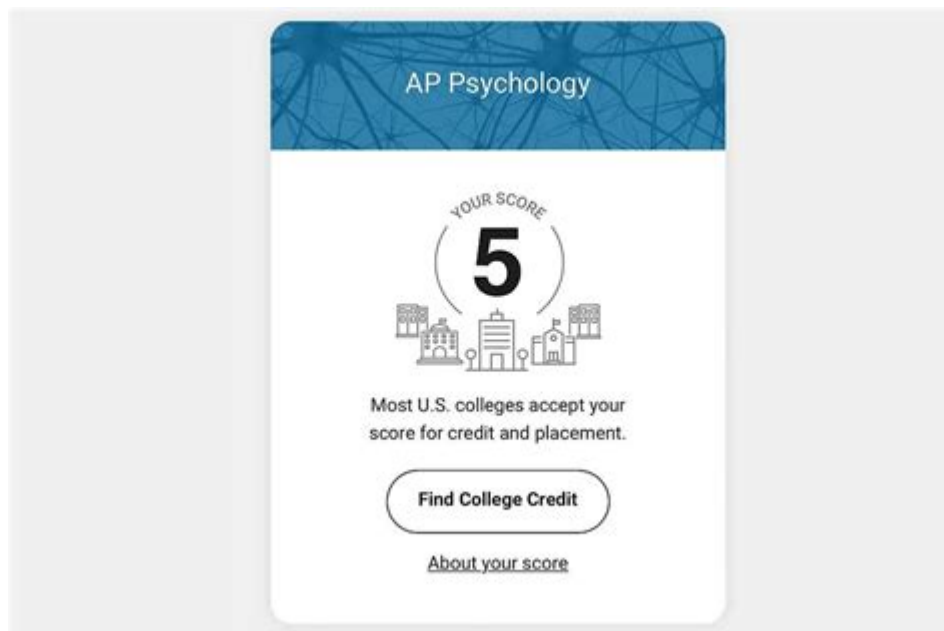 AP Psychology
YOUR SCORE
5
Most U.S. colleges accept your
score for credit and placement.
Find College Credit
About your score